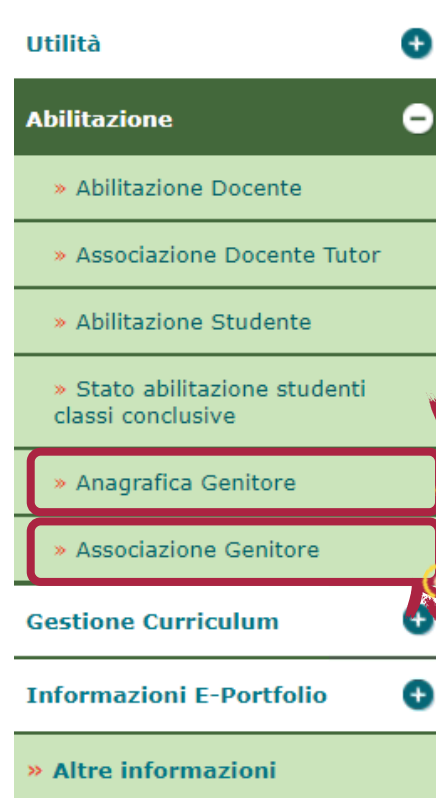 Utilità
Abilitazione
» Abilitazione Docente
» Associazione Docente Tutor
» Abilitazione Studente
» Stato abilitazione studenti
classi conclusive
» Anagrafica Genitore
» Associazione Genitore
Gestione Curriculum
Informazioni E-Portfolio
» Altre informazioni